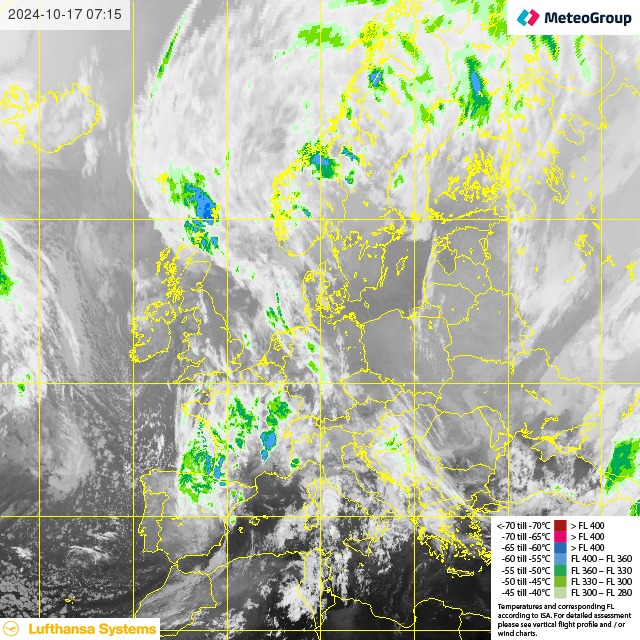 2024-10-17 07:15
MeteoGroup
<-70 till -70°C > FL 400
-70 till -65°C > FL 400
-65 till -60°C > FL 400
-60 till -55°C FL 400 – FL 360
-55 till -50°C FL 360 – FL 330
-50 till -45°C FL 330 – FL 300
-45 till -40°C FL 300 – FL 280
Temperatures and corresponding FL
according to ISA. For detailed assessment
please see vertical flight profile and / or
wind charts.
Lufthansa Systems